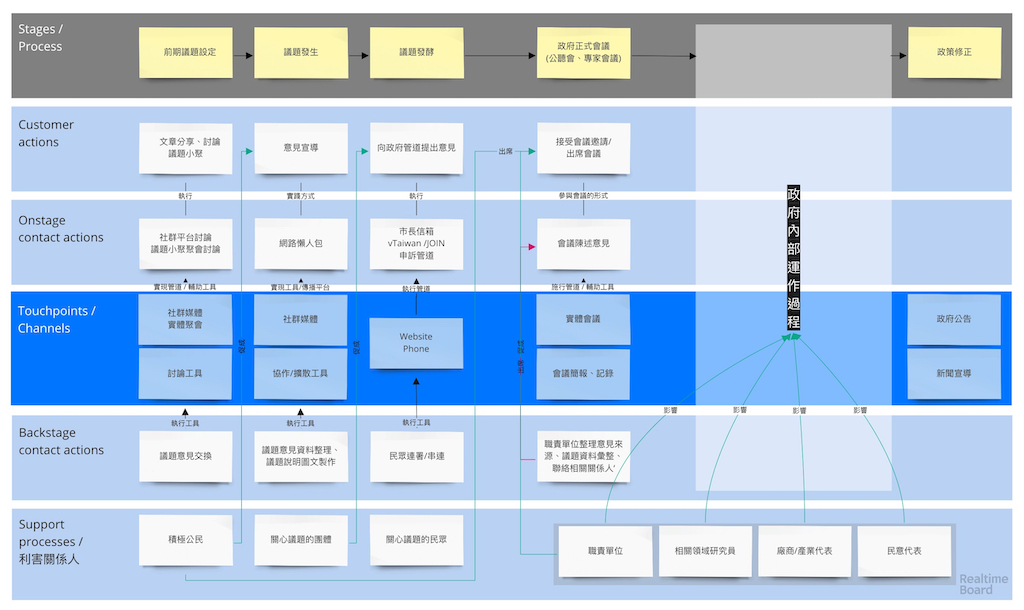 Stages /
Process
前期議題設定
議題發生
議題發酵
政府正式會議
(公聽會、專家會議)
政策修正
Customer
actions
文章分享、討論
議題小聚
意見宣導
向政府管道提出意見
出席
接受會議邀請/
出席會議
執行
實踐方式
執行
參與會議的形式
Onstage
contact actions
社群平台討論
議題小聚聚會討論
網路懶人包
市長信箱
vTaiwan /JOIN
申訴管道
會議陳述意見
政府內部運作過程
實現管道 / 輔助工具
實現工具/傳播平台
執行管道
施行管道 / 輔助工具
Touchpoints /
Channels
社群媒體
實體聚會
社群媒體
Website
Phone
實體會議
政府公告
促成
促成
促成
出席
討論工具
協作/擴散工具
會議簡報、記錄
新聞宣導
執行工具
執行工具
執行工具
影響
影響
影響
影響
Backstage
contact actions
議題意見交換
議題意見資料整理、
議題說明圖文製作
民眾連署/串連
職責單位整理意見來
源、議題資料彙整、
聯絡相關關係人'
Support
processes /
利害關係人
積極公民
關心議題的團體
關心議題的民眾
職責單位
相關領域研究員
廠商/產業代表
民意代表
Realtime
Board